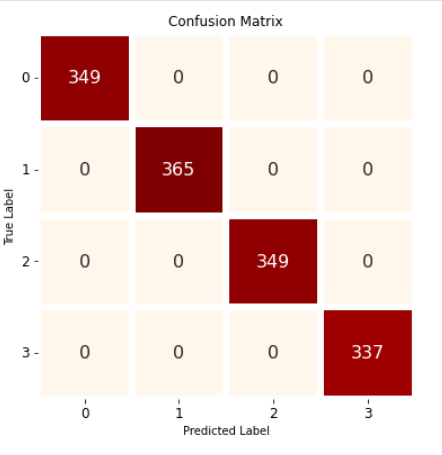 Confusion Matrix
0 - 349 0 0 0
1 - 0 365 0 0
True Label
2 - 0 0 349 0
3 - 0 0 0 337
0 1 2 3
Predicted Label